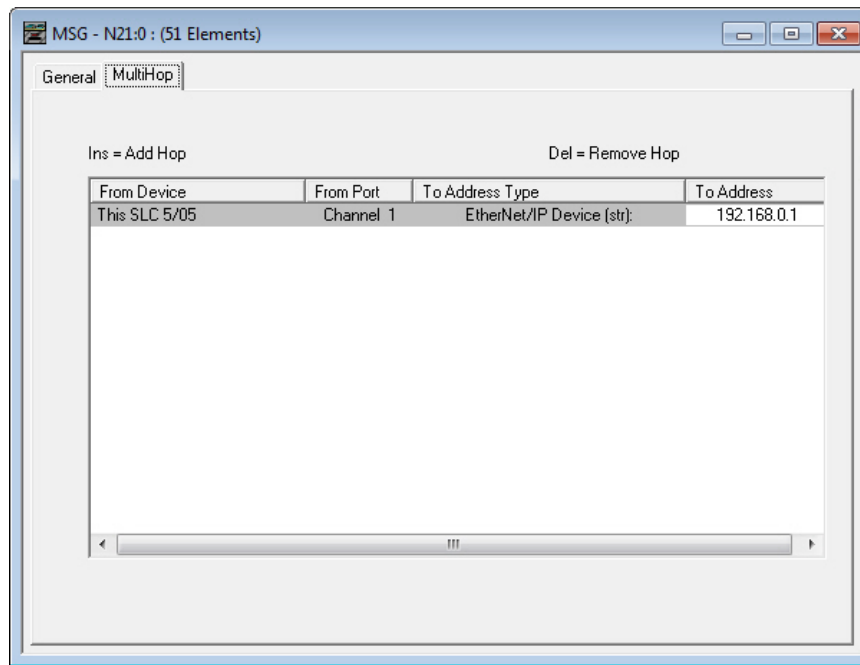 MSG - N21:0 : (51 Elements)
General MultiHop
Ins = Add Hop Del = Remove Hop
From Device From Port To Address Type To Address
This SLC 5/05 Channel 1 EtherNet/IP Device (str): 192.168.0.1